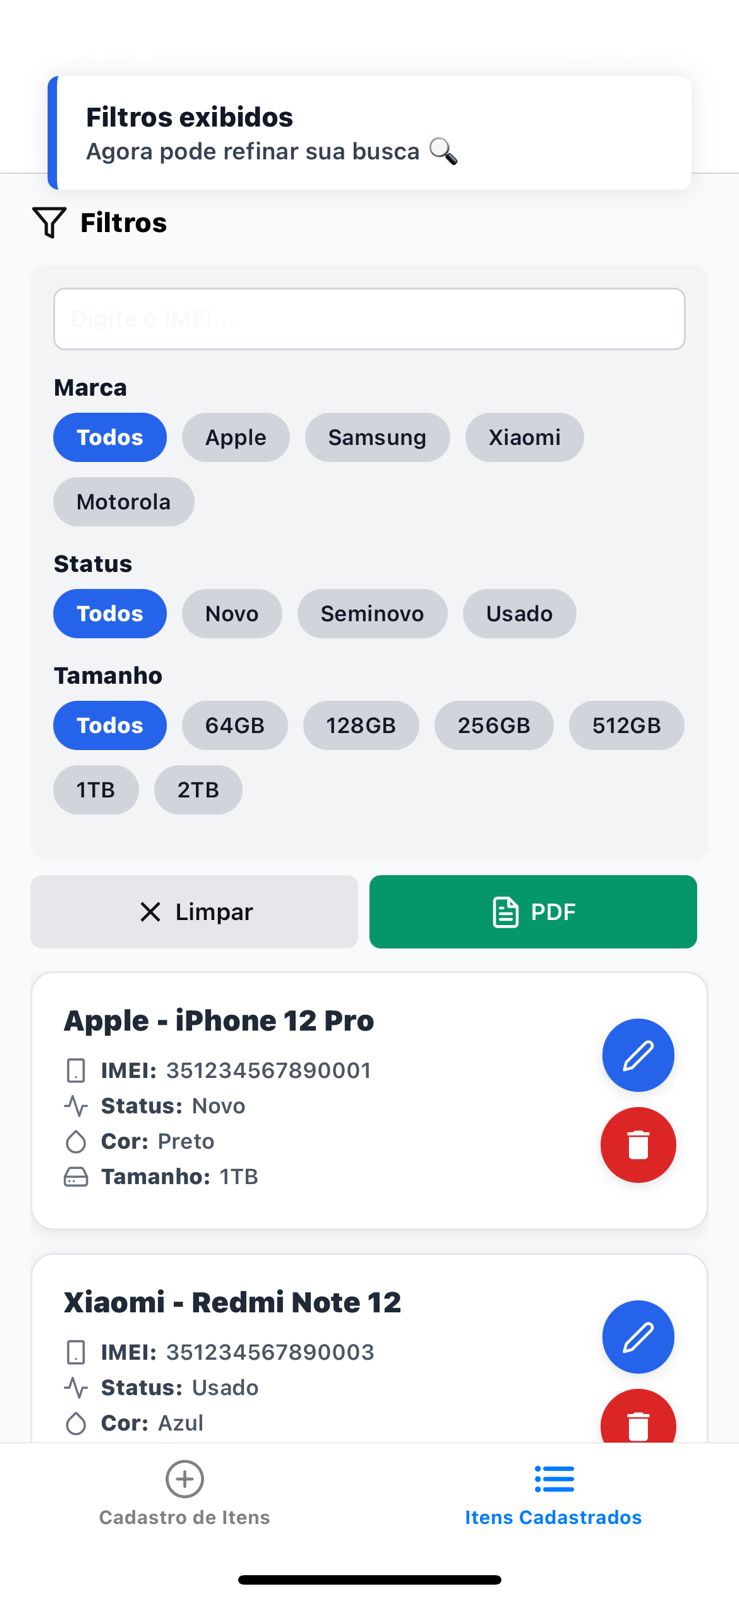 Filtros exibidos
Agora pode refinar sua busca 🔍
Filtros
Digite o IMEI...
Marca
Todos Apple Samsung Xiaomi
Motorola
Status
Todos Novo Seminovo Usado
Tamanho
Todos 64GB 128GB 256GB 512GB
1TB 2TB
Limpar PDF
Apple - iPhone 12 Pro
IMEI: 351234567890001
Status: Novo
Cor: Preto
Tamanho: 1TB
Xiaomi - Redmi Note 12
IMEI: 351234567890003
Status: Usado
Cor: Azul
Cadastro de Itens Itens Cadastrados